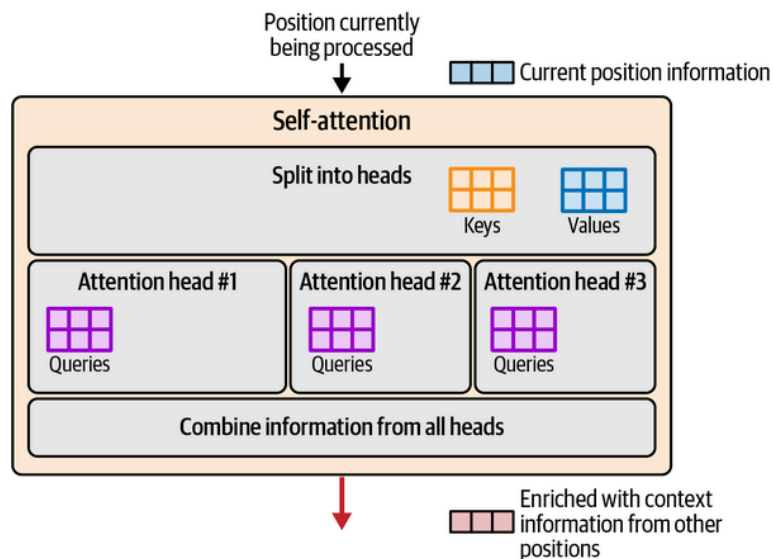 Position currently
being processed
Current position information
Self-attention
Split into heads
Keys
Values
Attention head #1
Attention head #2
Attention head #3
Queries
Queries
Queries
Combine information from all heads
Enriched with context
information from other
positions